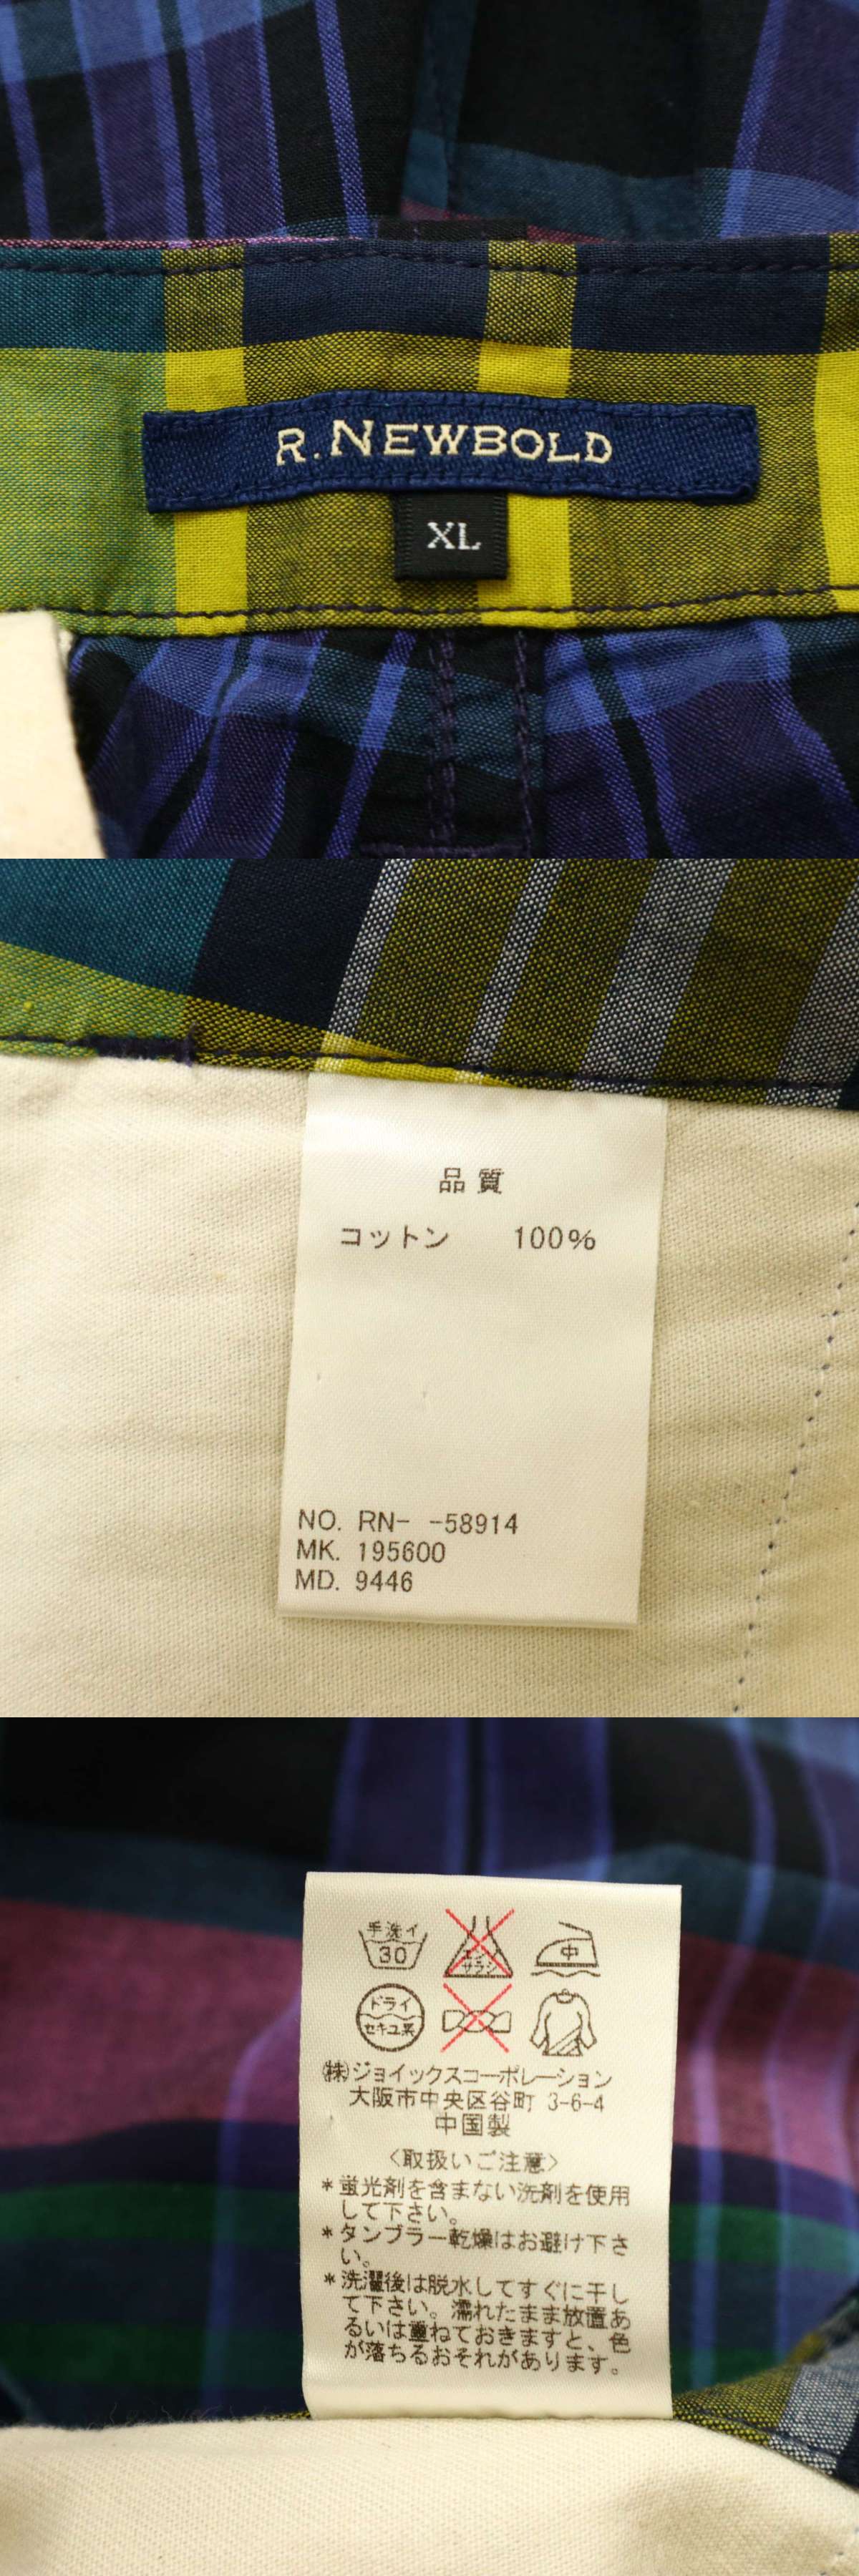 R.NEWBOLD
XL
品質
コットン 100%
NO. RN- -58914
MK. 195600
MD. 9446
手洗イ
30
エンソ
サラシ
中
ドライ
セキユ系
㈱ジョイックスコーポレーション
大阪市中央区谷町 3-6-4
中国製
〈取扱いご注意〉
*蛍光剤を含まない洗剤を使用
して下さい。
*タンブラー乾燥はお避け下さ
い。
*洗濯後は脱水してすぐに干し
て下さい。濡れたまま放置あ
るいは重ねておきますと、色
が落ちるおそれがあります。